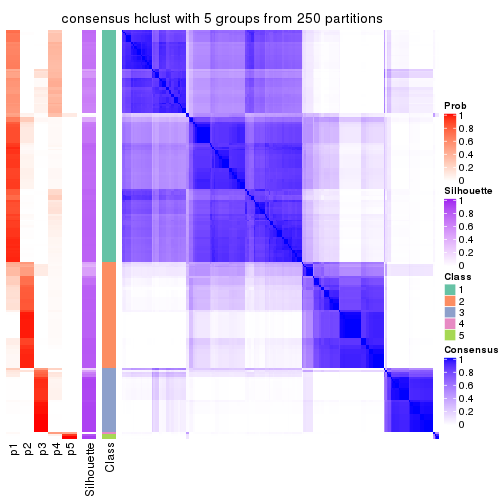 consensus hclust with 5 groups from 250 partitions
Prob
1
0.8
0.6
0.4
0.2
0
Silhouette
1
0.8
0.6
0.4
0.2
0
Class
1
2
3
4
5
Consensus
1
0.8
0.6
0.4
0.2
0
p1
p2
p3
p4
p5
Silhouette
Class